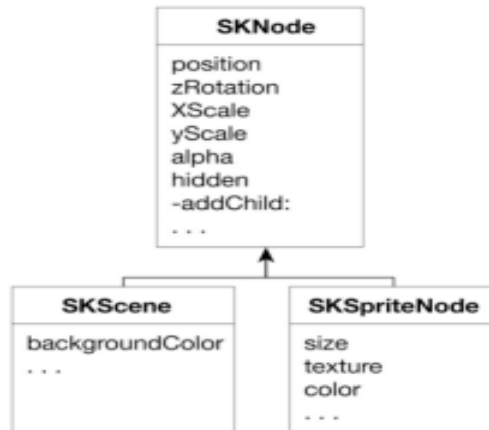 SKNode
position
zRotation
XScale
yScale
alpha
hidden
-addChild:
. . .
SKScene
backgroundColor
. . .
SKSpriteNode
size
texture
color
. . .